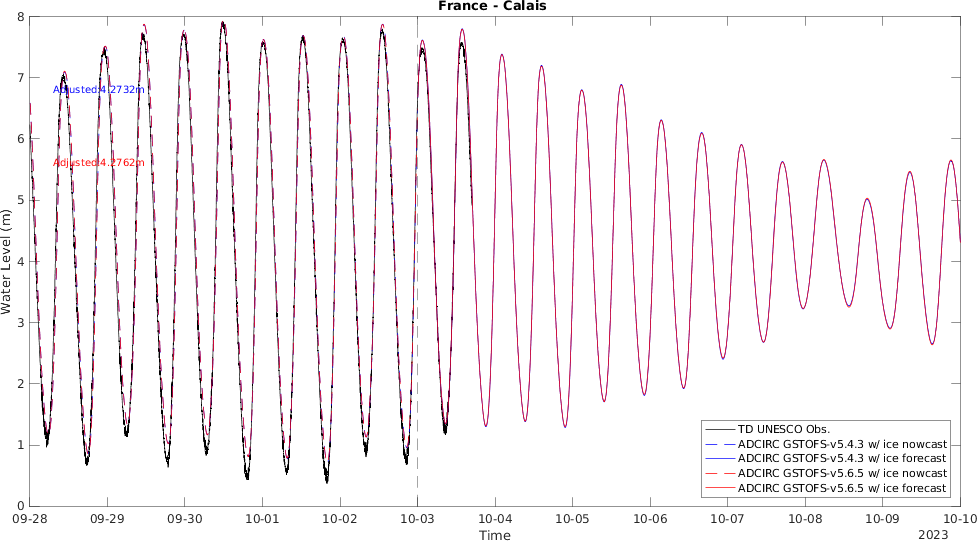 France - Calais
8
7
6
5
4
3
2
1
0
Water Level (m)
Adjusted:4.2732m
Adjusted:4.2762m
TD UNESCO Obs.
ADCIRC GSTOFS-v5.4.3 w/ ice nowcast
ADCIRC GSTOFS-v5.4.3 w/ ice forecast
ADCIRC GSTOFS-v5.6.5 w/ ice nowcast
ADCIRC GSTOFS-v5.6.5 w/ ice forecast
09-28 09-29 09-30 10-01 10-02 10-03 10-04 10-05 10-06 10-07 10-08 10-09 10-10
Time
2023